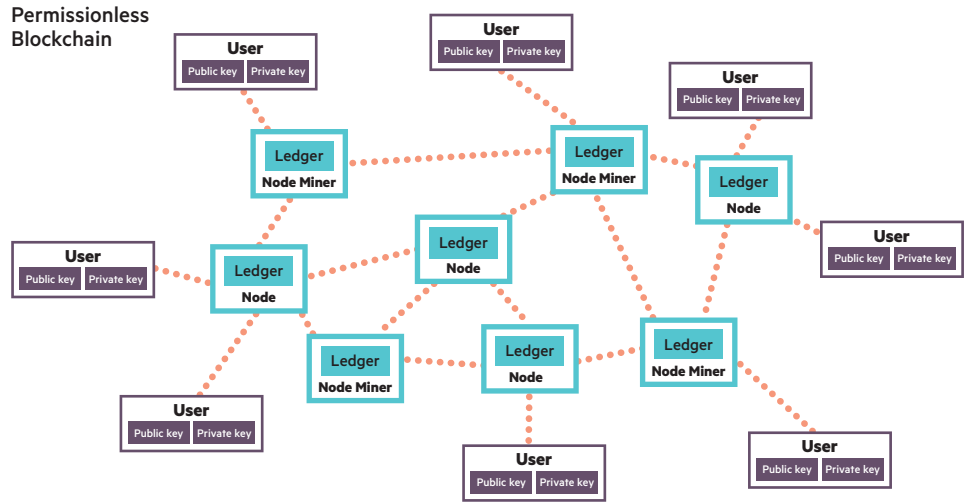 Permissionless
Blockchain
User
Public key Private key
User
Public key Private key
User
Public key Private key
Ledger
Node Miner
Ledger
Node Miner
Ledger
Node
User
Public key Private key
Ledger
Node
Ledger
Node
User
Public key Private key
Ledger
Node Miner
Ledger
Node
Ledger
Node Miner
User
Public key Private key
User
Public key Private key
User
Public key Private key